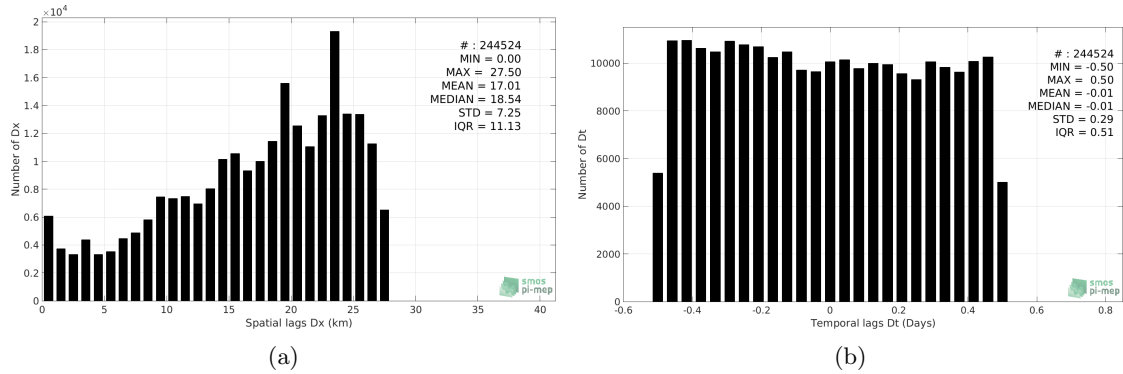 ×10⁴
2
1.8
1.6
1.4
1.2
1
0.8
0.6
0.4
0.2
0
Number of Dx
0 5 10 15 20 25 30 35 40
Spatial lags Dx (km)
# : 244524
MIN = 0.00
MAX = 27.50
MEAN = 17.01
MEDIAN = 18.54
STD = 7.25
IQR = 11.13
smos
pi-mep
(a)
10000
8000
6000
4000
2000
0
Number of Dt
-0.6 -0.4 -0.2 0 0.2 0.4 0.6 0.8
Temporal lags Dt (Days)
# : 244524
MIN = -0.50
MAX = 0.50
MEAN = -0.01
MEDIAN = -0.01
STD = 0.29
IQR = 0.51
smos
pi-mep
(b)